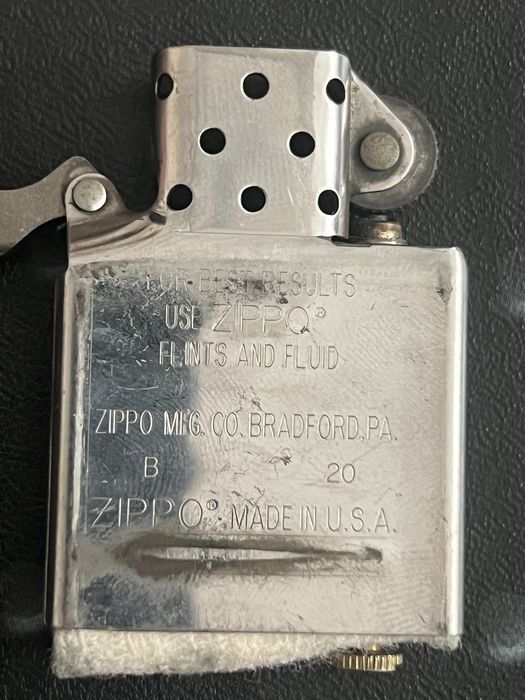 FOR BEST RESULTS
USE ZIPPO®
FLINTS AND FLUID
ZIPPO MFG. CO. BRADFORD, PA.
B 20
ZIPPO® MADE IN U.S.A.